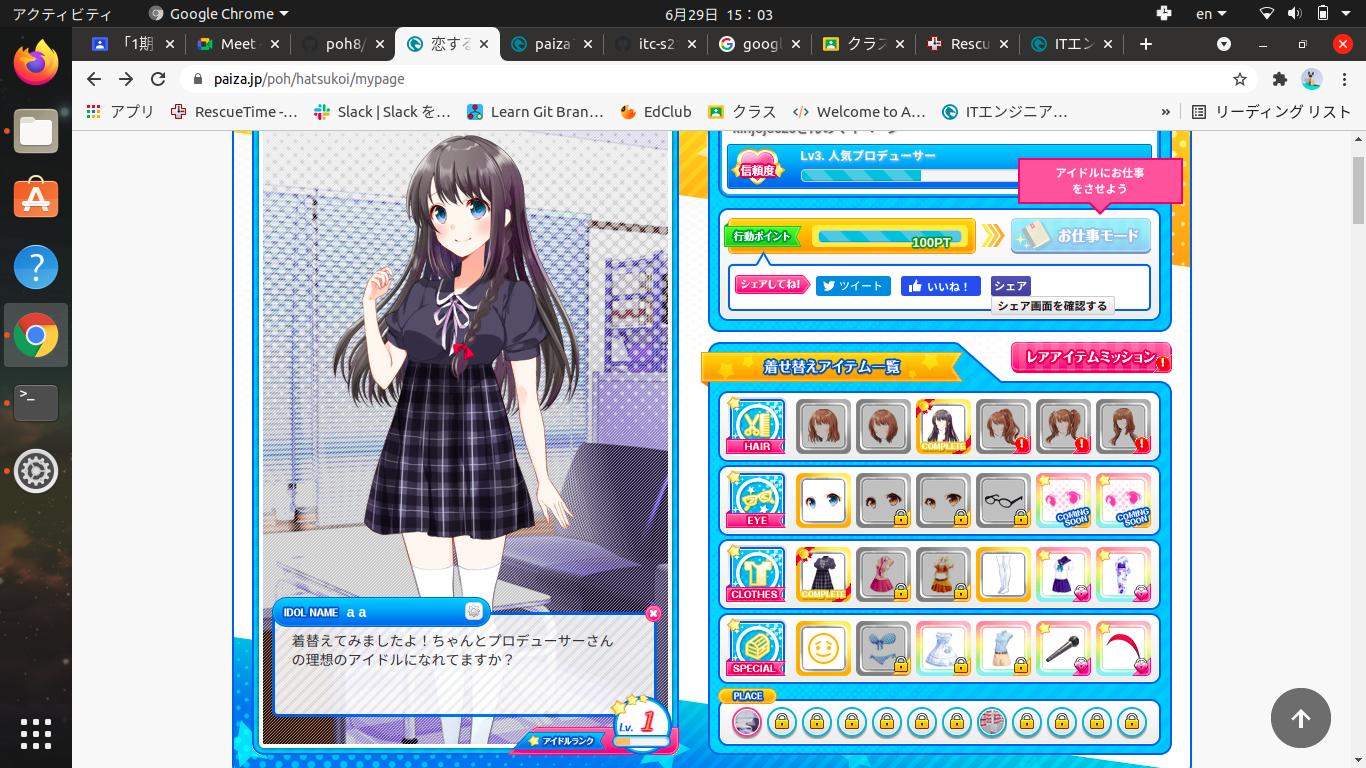 アクティビティ
Google Chrome
6月29日 15：03
en
「1期
Meet -
poh8/
恋する
paiza
itc-s2
googl
クラス
Rescu
ITエン
paiza.jp/poh/hatsukoi/mypage
アプリ
RescueTime -…
Slack | Slack を…
Learn Git Bran…
EdClub
クラス
Welcome to A…
ITエンジニア…
»
リーディング リスト
信頼度
Lv3. 人気プロデューサー
アイドルにお仕事
をさせよう
行動ポイント
100PT
お仕事モード
シェアしてね!
ツイート
いいね！
シェア
シェア画面を確認する
着せ替えアイテム一覧
レアアイテムミッション
HAIR
COMPLETE
EYE
COMING SOON
COMING SOON
CLOTHES
COMPLETE
SPECIAL
PLACE
IDOL NAME a a
着替えてみましたよ！ちゃんとプロデューサーさん
の理想のアイドルになれてますか？
Lv. 1
アイドルランク